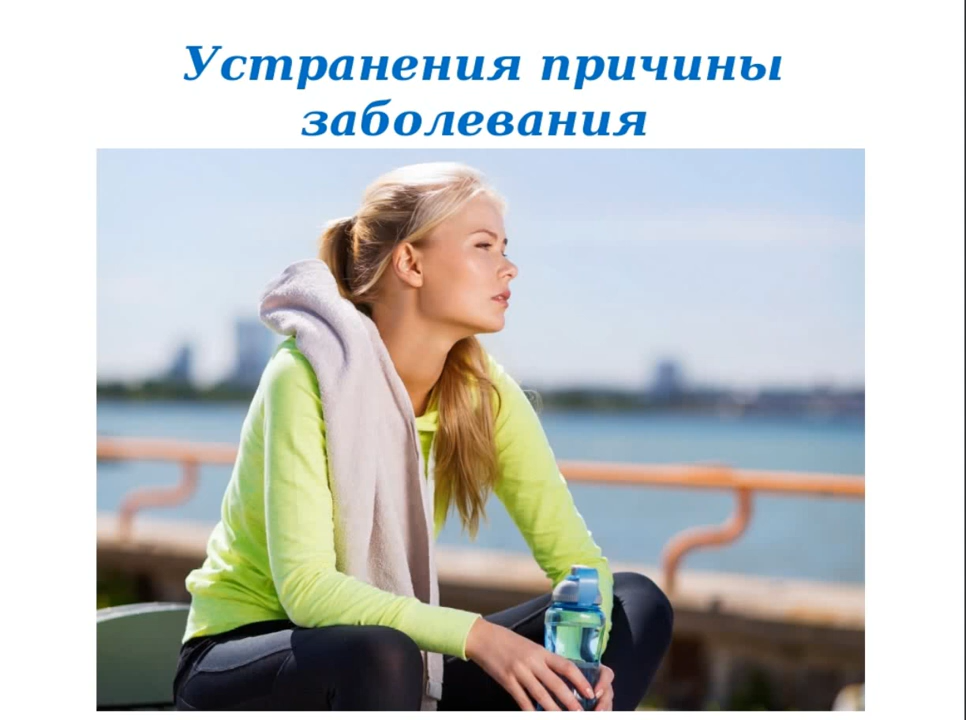 Устранения причины
заболевания